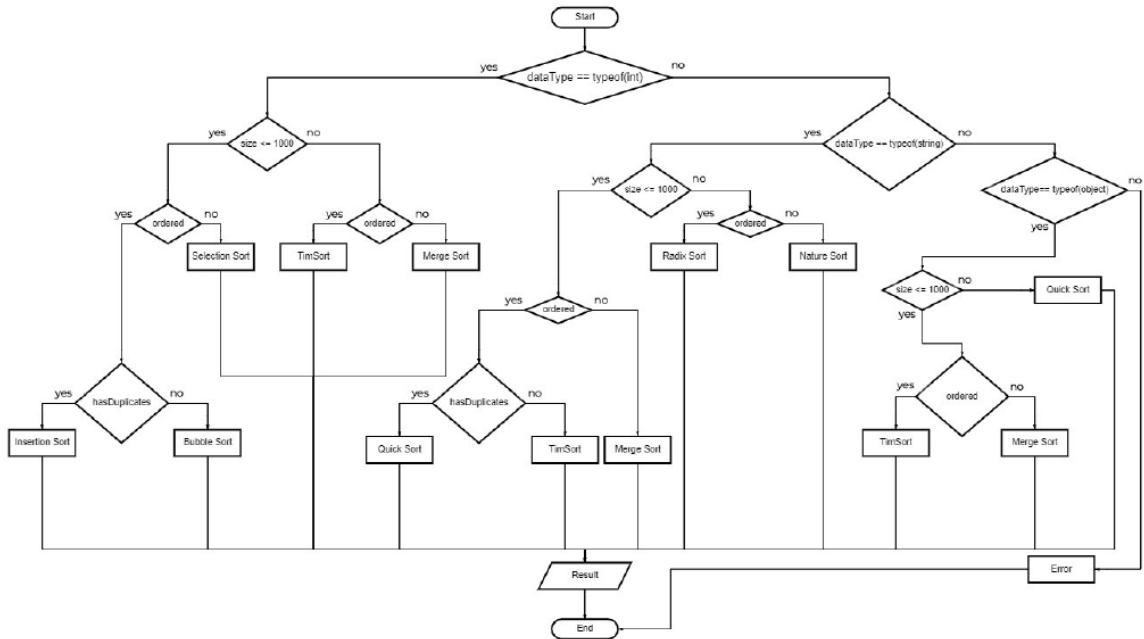 Start
yes
dataType == typeof(int)
no
yes
size <= 1000
no
yes
dataType == typeof(string)
no
yes
size <= 1000
no
dataType== typeof(object)
no
yes
yes
ordered
no
yes
ordered
no
yes
ordered
no
Selection Sort
TimSort
Merge Sort
Radix Sort
Nature Sort
size <= 1000
no
Quick Sort
yes
yes
ordered
no
yes
hasDuplicates
no
yes
hasDuplicates
no
yes
ordered
no
Insertion Sort
Bubble Sort
Quick Sort
TimSort
Merge Sort
TimSort
Merge Sort
Result
Error
End